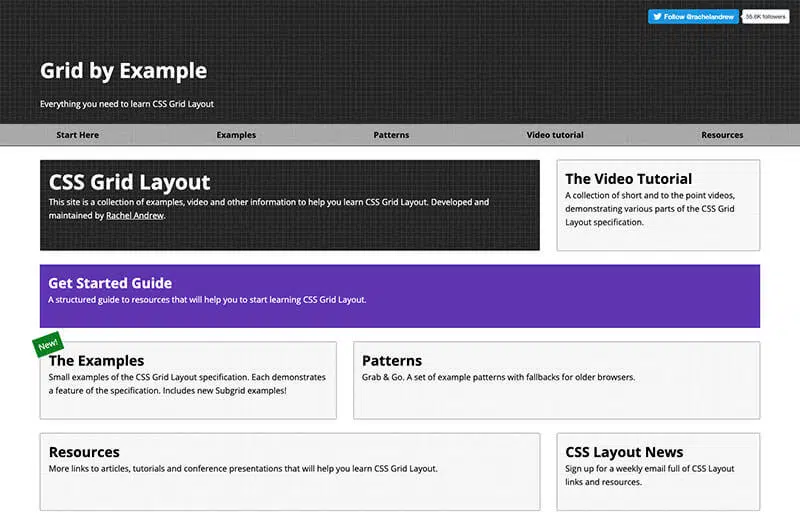 Follow @rachelandrew
55.6K followers
Grid by Example
Everything you need to learn CSS Grid Layout
Start Here
Examples
Patterns
Video tutorial
Resources
CSS Grid Layout
This site is a collection of examples, video and other information to help you learn CSS Grid Layout. Developed and
maintained by Rachel Andrew.
The Video Tutorial
A collection of short and to the point videos,
demonstrating various parts of the CSS Grid
Layout specification.
Get Started Guide
A structured guide to resources that will help you to start learning CSS Grid Layout.
New!
The Examples
Small examples of the CSS Grid Layout specification. Each demonstrates
a feature of the specification. Includes new Subgrid examples!
Patterns
Grab & Go. A set of example patterns with fallbacks for older browsers.
Resources
More links to articles, tutorials and conference presentations that will help you learn CSS Grid Layout.
CSS Layout News
Sign up for a weekly email full of CSS Layout
links and resources.